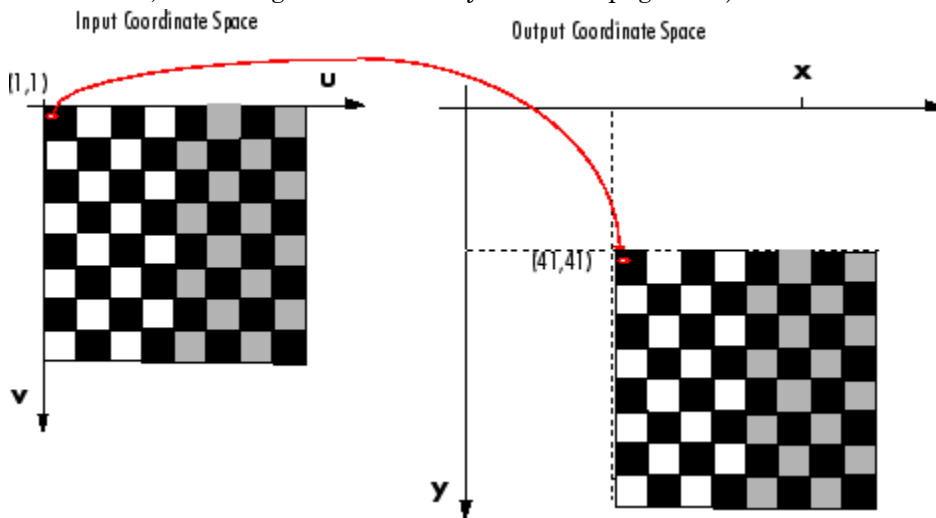 Input Coordinate Space
Output Coordinate Space
(1,1)
u
x
v
(41,41)
y